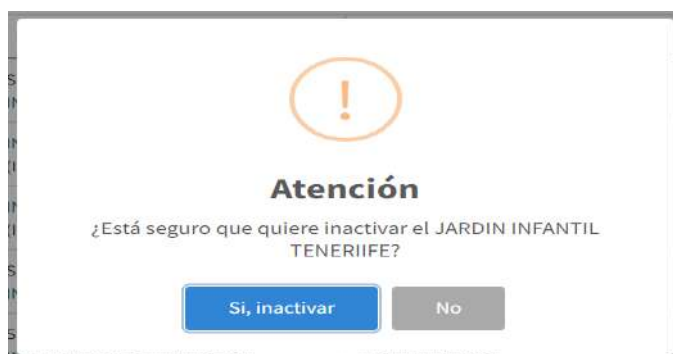 !
Atención
¿Está seguro que quiere inactivar el JARDIN INFANTIL
TENERIIFE?
Si, inactivar
No